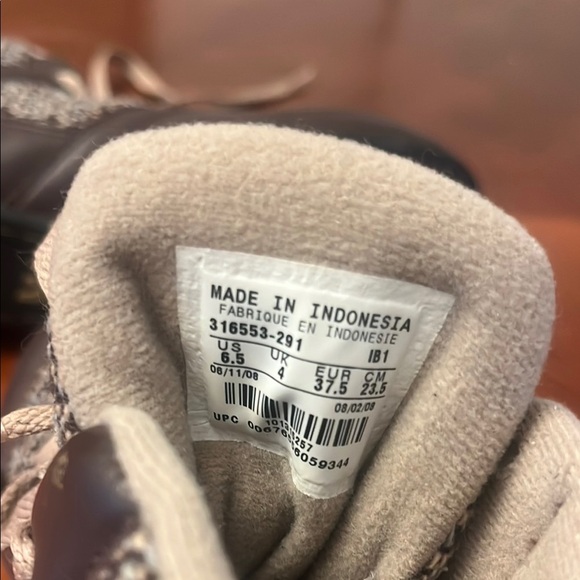 MADE IN INDONESIA
FABRIQUE EN INDONESIE
316553-291 IB1
US UK EUR CM
6.5 4 37.5 23.5
06/11/08 08/02/08
UPC